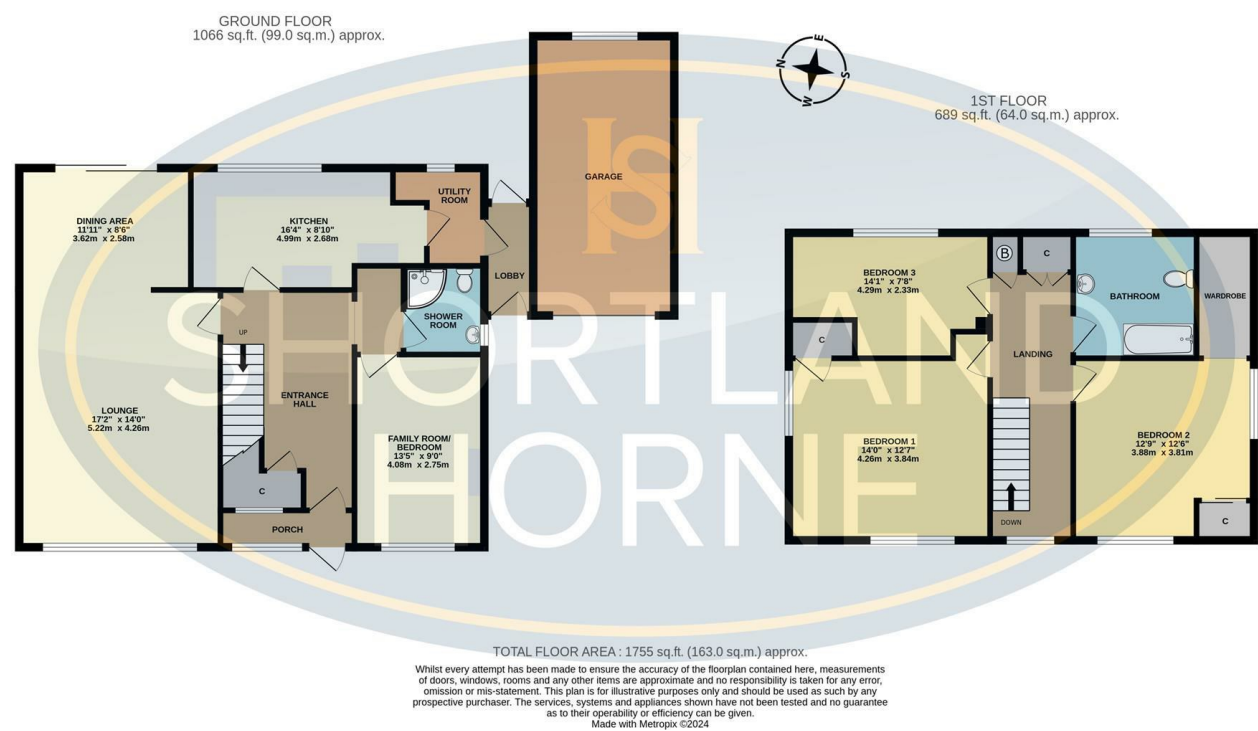 GROUND FLOOR
1066 sq.ft. (99.0 sq.m.) approx.
1ST FLOOR
689 sq.ft. (64.0 sq.m.) approx.
N
E
S
W
HS
SHORTLAND
HORNE
GARAGE
UTILITY
ROOM
DINING AREA
11'11" x 8'6"
3.62m x 2.58m
KITCHEN
16'4" x 8'10"
4.99m x 2.68m
LOBBY
SHOWER
ROOM
UP
ENTRANCE
HALL
LOUNGE
17'2" x 14'0"
5.22m x 4.26m
FAMILY ROOM/
BEDROOM
13'5" x 9'0"
4.08m x 2.75m
C
PORCH
B
C
BEDROOM 3
14'1" x 7'8"
4.29m x 2.33m
BATHROOM
WARDROBE
C
LANDING
BEDROOM 1
14'0" x 12'7"
4.26m x 3.84m
BEDROOM 2
12'9" x 12'6"
3.88m x 3.81m
DOWN
C
TOTAL FLOOR AREA : 1755 sq.ft. (163.0 sq.m.) approx.
Whilst every attempt has been made to ensure the accuracy of the floorplan contained here, measurements
of doors, windows, rooms and any other items are approximate and no responsibility is taken for any error,
omission or mis-statement. This plan is for illustrative purposes only and should be used as such by any
prospective purchaser. The services, systems and appliances shown have not been tested and no guarantee
as to their operability or efficiency can be given.
Made with Metropix ©2024